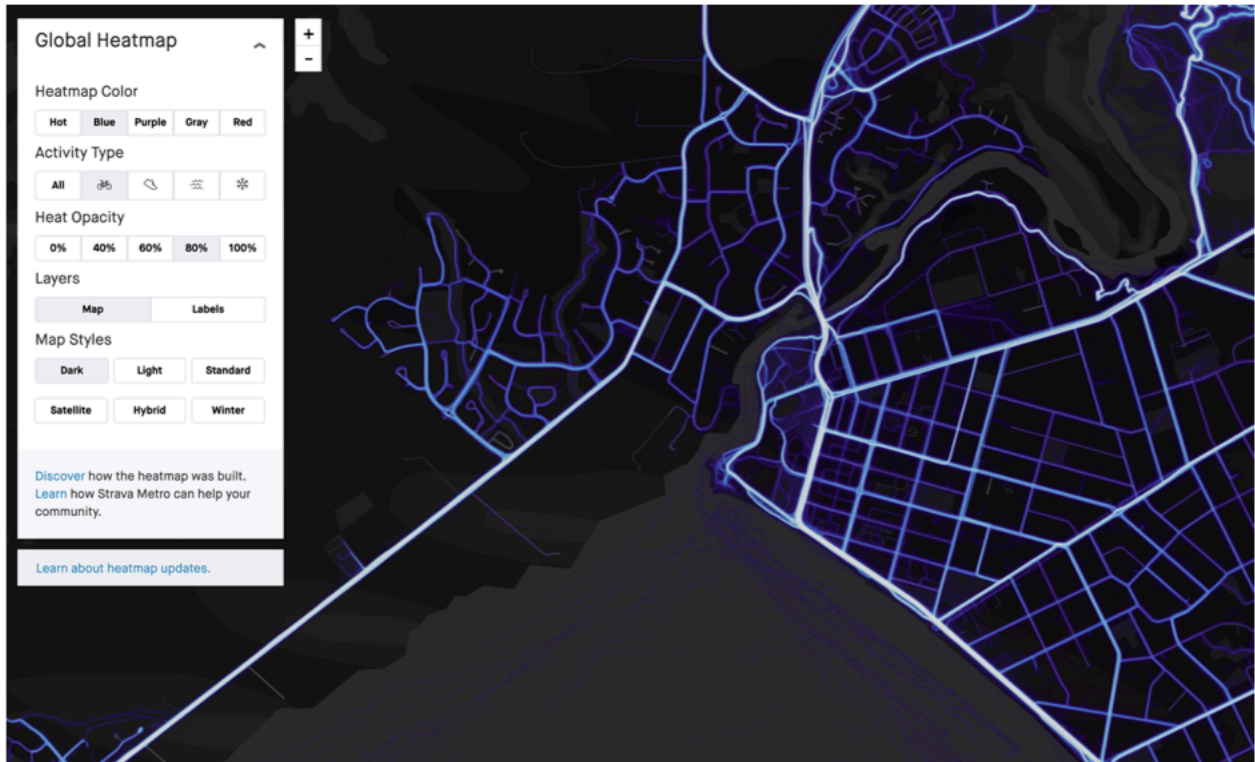 Global Heatmap
+
-
Heatmap Color
Hot Blue Purple Gray Red
Activity Type
All
Heat Opacity
0% 40% 60% 80% 100%
Layers
Map Labels
Map Styles
Dark Light Standard
Satellite Hybrid Winter
Discover how the heatmap was built.
Learn how Strava Metro can help your
community.
Learn about heatmap updates.